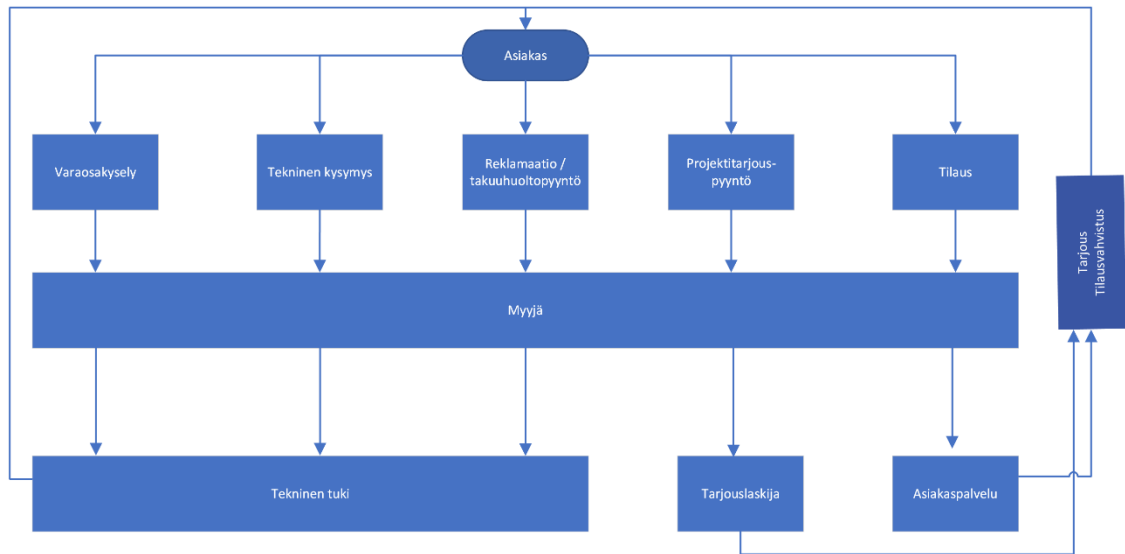 Asiakas
Varaosakysely
Tekninen kysymys
Reklamaatio /
takuuhuoltopyyntö
Projektitarjous-
pyyntö
Tilaus
Tarjous
Tilausvahvistus
Myyjä
Tekninen tuki
Tarjouslaskija
Asiakaspalvelu